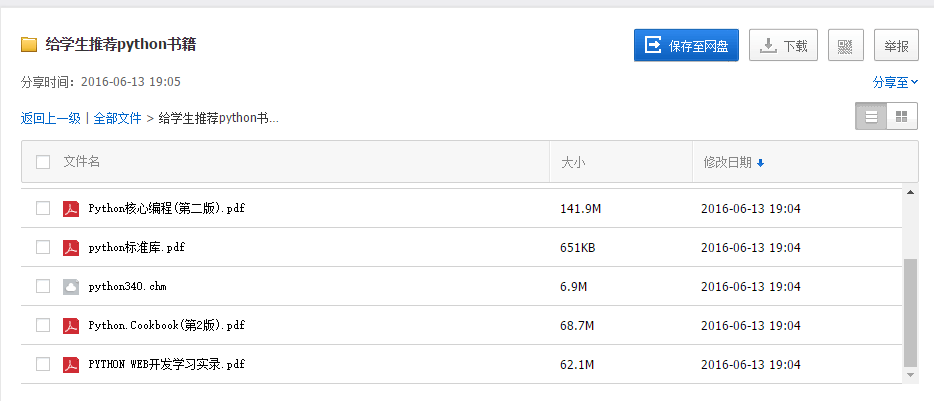 给学生推荐python书籍
保存至网盘 下载 举报
分享时间：2016-06-13 19:05
分享至
返回上一级 | 全部文件 > 给学生推荐python书...
文件名 大小 修改日期
Python核心编程(第二版).pdf 141.9M 2016-06-13 19:04
python标准库.pdf 651KB 2016-06-13 19:04
python340.chm 6.9M 2016-06-13 19:04
Python.Cookbook(第2版).pdf 68.7M 2016-06-13 19:04
PYTHON WEB开发学习实录.pdf 62.1M 2016-06-13 19:04